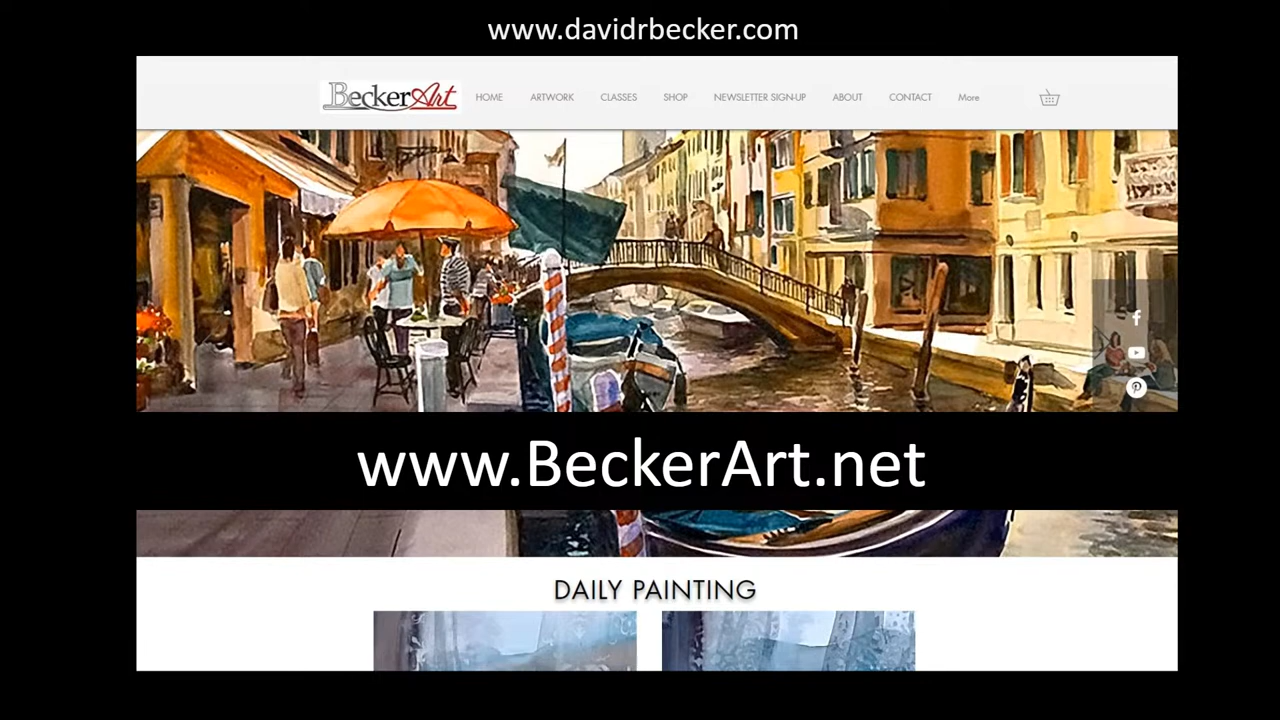 www.davidrbecker.com
BeckerArt
HOME ARTWORK CLASSES SHOP NEWSLETTER SIGN-UP ABOUT CONTACT More
www.BeckerArt.net
DAILY PAINTING